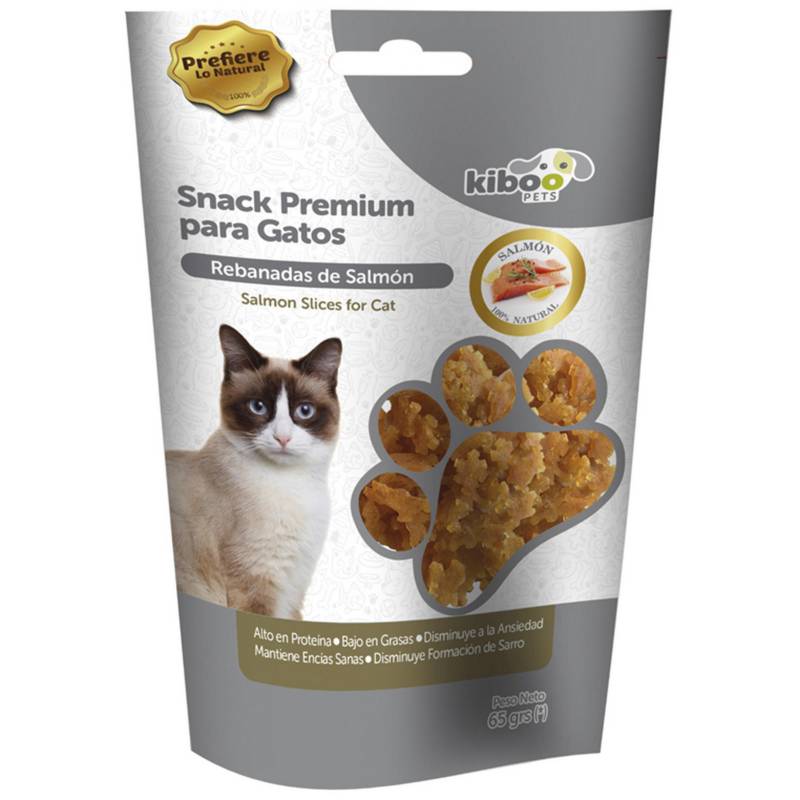 Prefiere
Lo Natural
100%
kiboo
PETS
Snack Premium
para Gatos
Rebanadas de Salmón
Salmon Slices for Cat
SALMÓN
100% NATURAL
Alto en Proteína • Bajo en Grasas • Disminuye a la Ansiedad
Mantiene Encías Sanas • Disminuye Formación de Sarro
Peso Neto
65 grs (*)